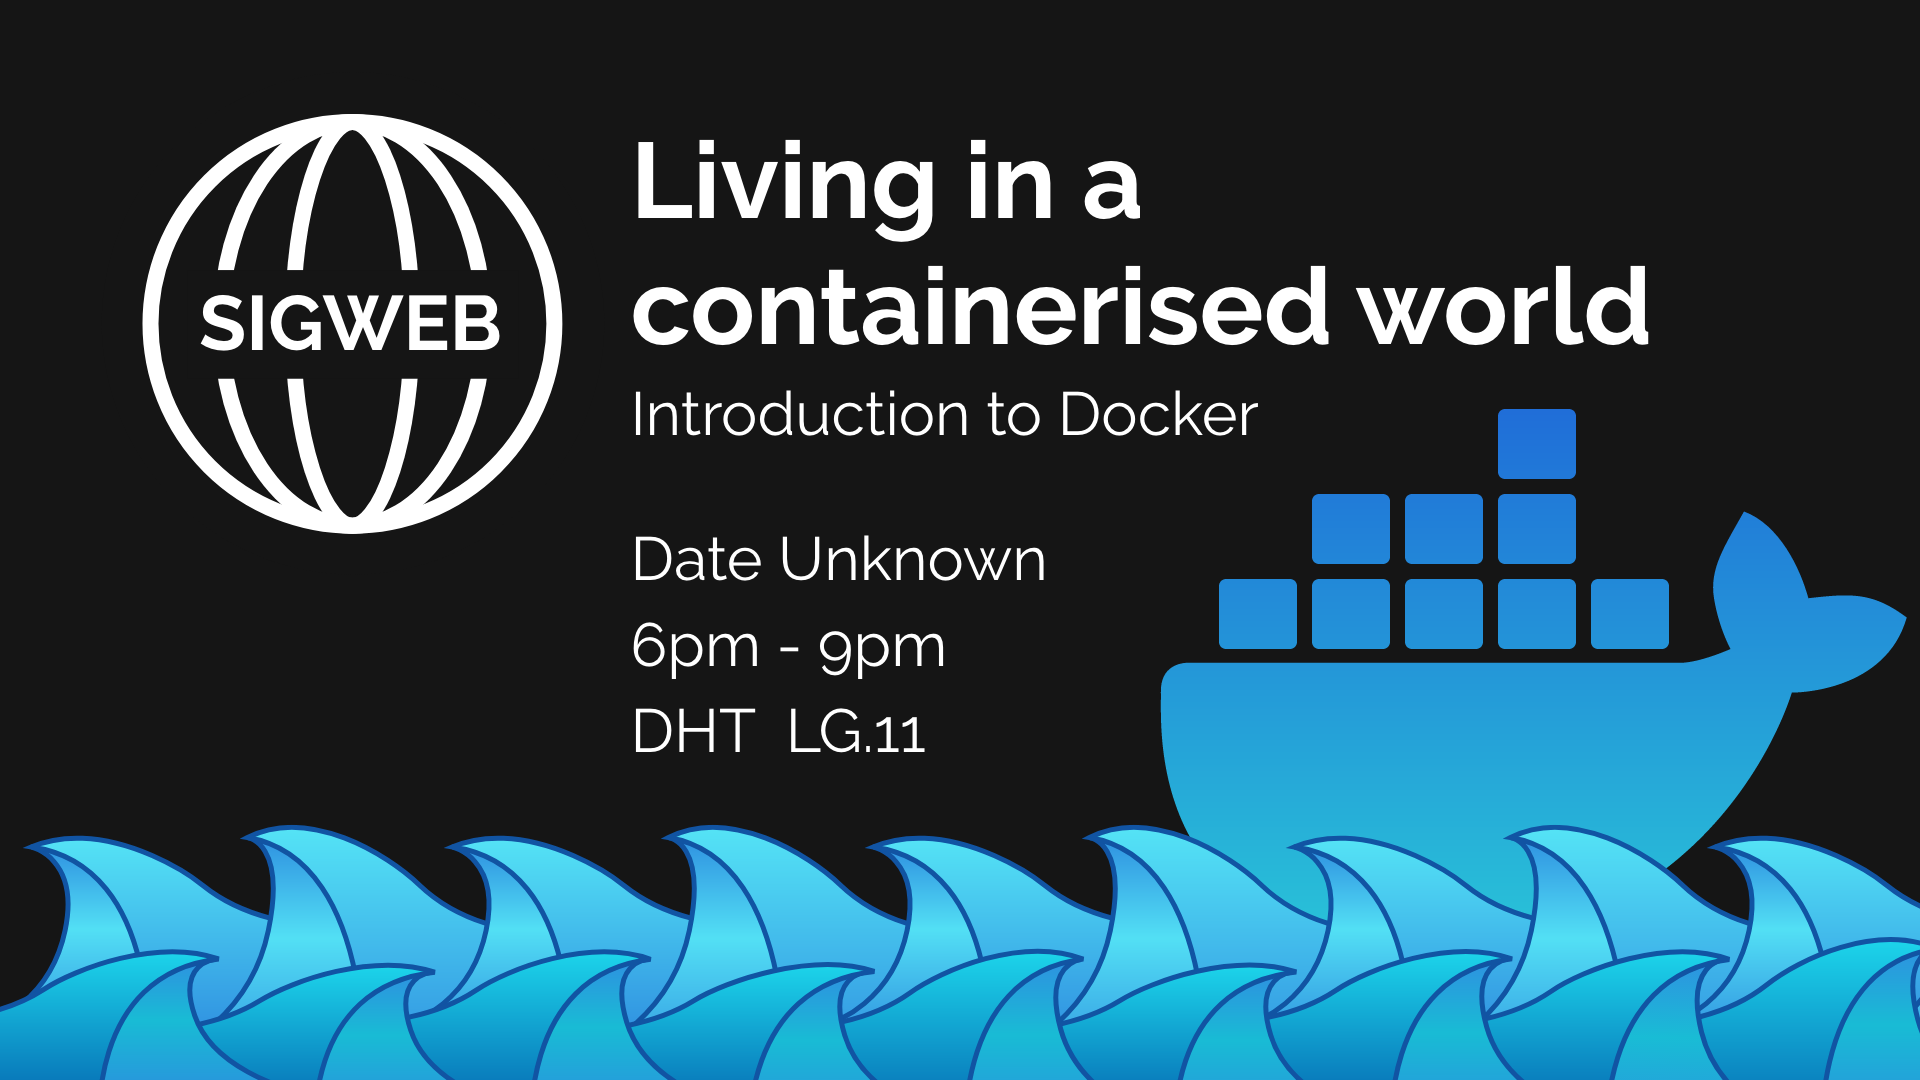 SIGWEB
Living in a
containerised world
Introduction to Docker
Date Unknown
6pm - 9pm
DHT  LG.11